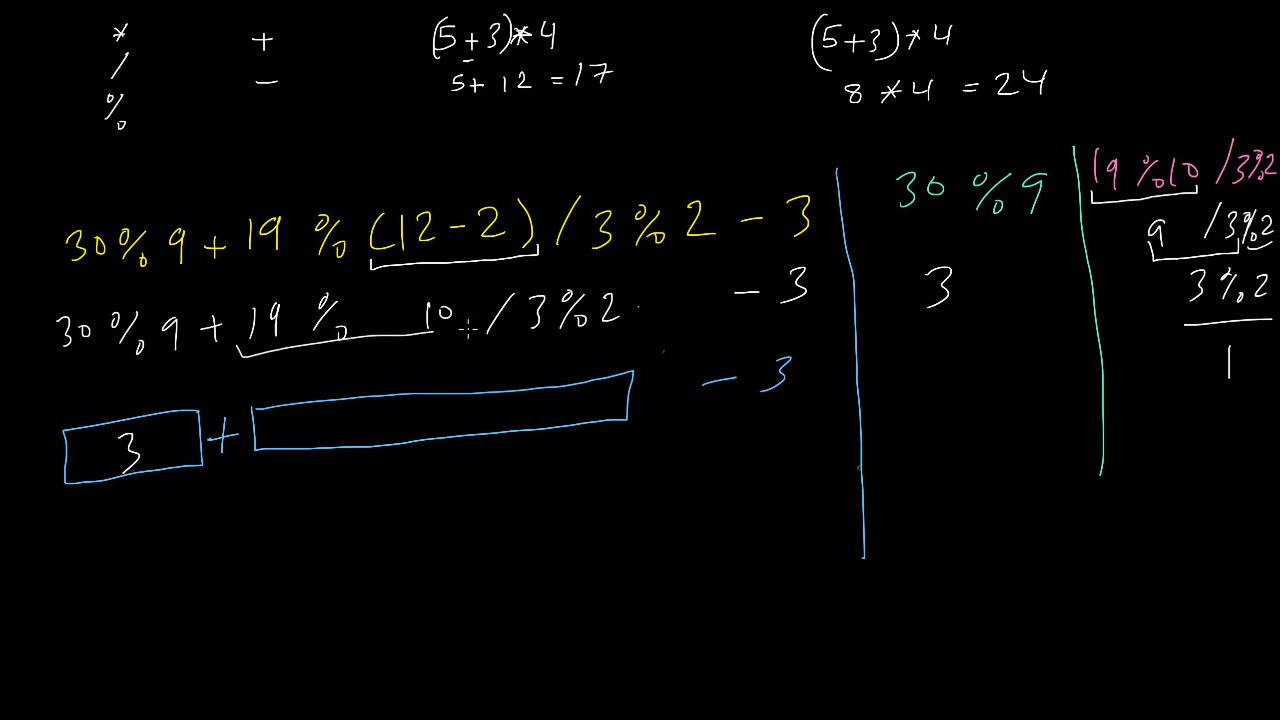 * + (5+3)*4 (5+3)*4
/ - 5+ 12 = 17 8 *4 = 24
%
30%9 + 19 % (12-2) / 3%2 - 3
30%9 + 19 % 10 / 3%2 - 3
3 + - 3
30 %9
3
19 %10 /3%2
9 /3%2
3 %2
1